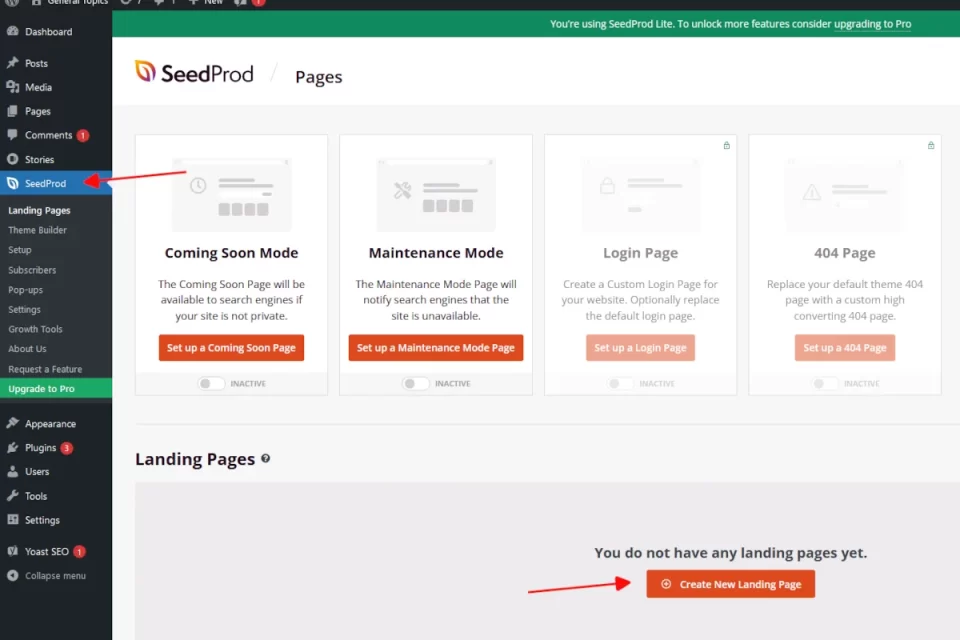 General Topics 7 1 New 1
You're using SeedProd Lite. To unlock more features consider upgrading to Pro
Dashboard
Posts
Media
Pages
Comments 1
Stories
SeedProd
Landing Pages
Theme Builder
Setup
Subscribers
Pop-ups
Settings
Growth Tools
About Us
Request a Feature
Upgrade to Pro
Appearance
Plugins 3
Users
Tools
Settings
Yoast SEO 1
Collapse menu
SeedProd / Pages
Coming Soon Mode
The Coming Soon Page will be
available to search engines if
your site is not private.
Set up a Coming Soon Page
INACTIVE
Maintenance Mode
The Maintenance Mode Page will
notify search engines that the
site is unavailable.
Set up a Maintenance Mode Page
INACTIVE
Login Page
Create a Custom Login Page for
your website. Optionally replace
the default login page.
Set up a Login Page
INACTIVE
404 Page
Replace your default theme 404
page with a custom high
converting 404 page.
Set up a 404 Page
INACTIVE
Landing Pages
You do not have any landing pages yet.
Create New Landing Page